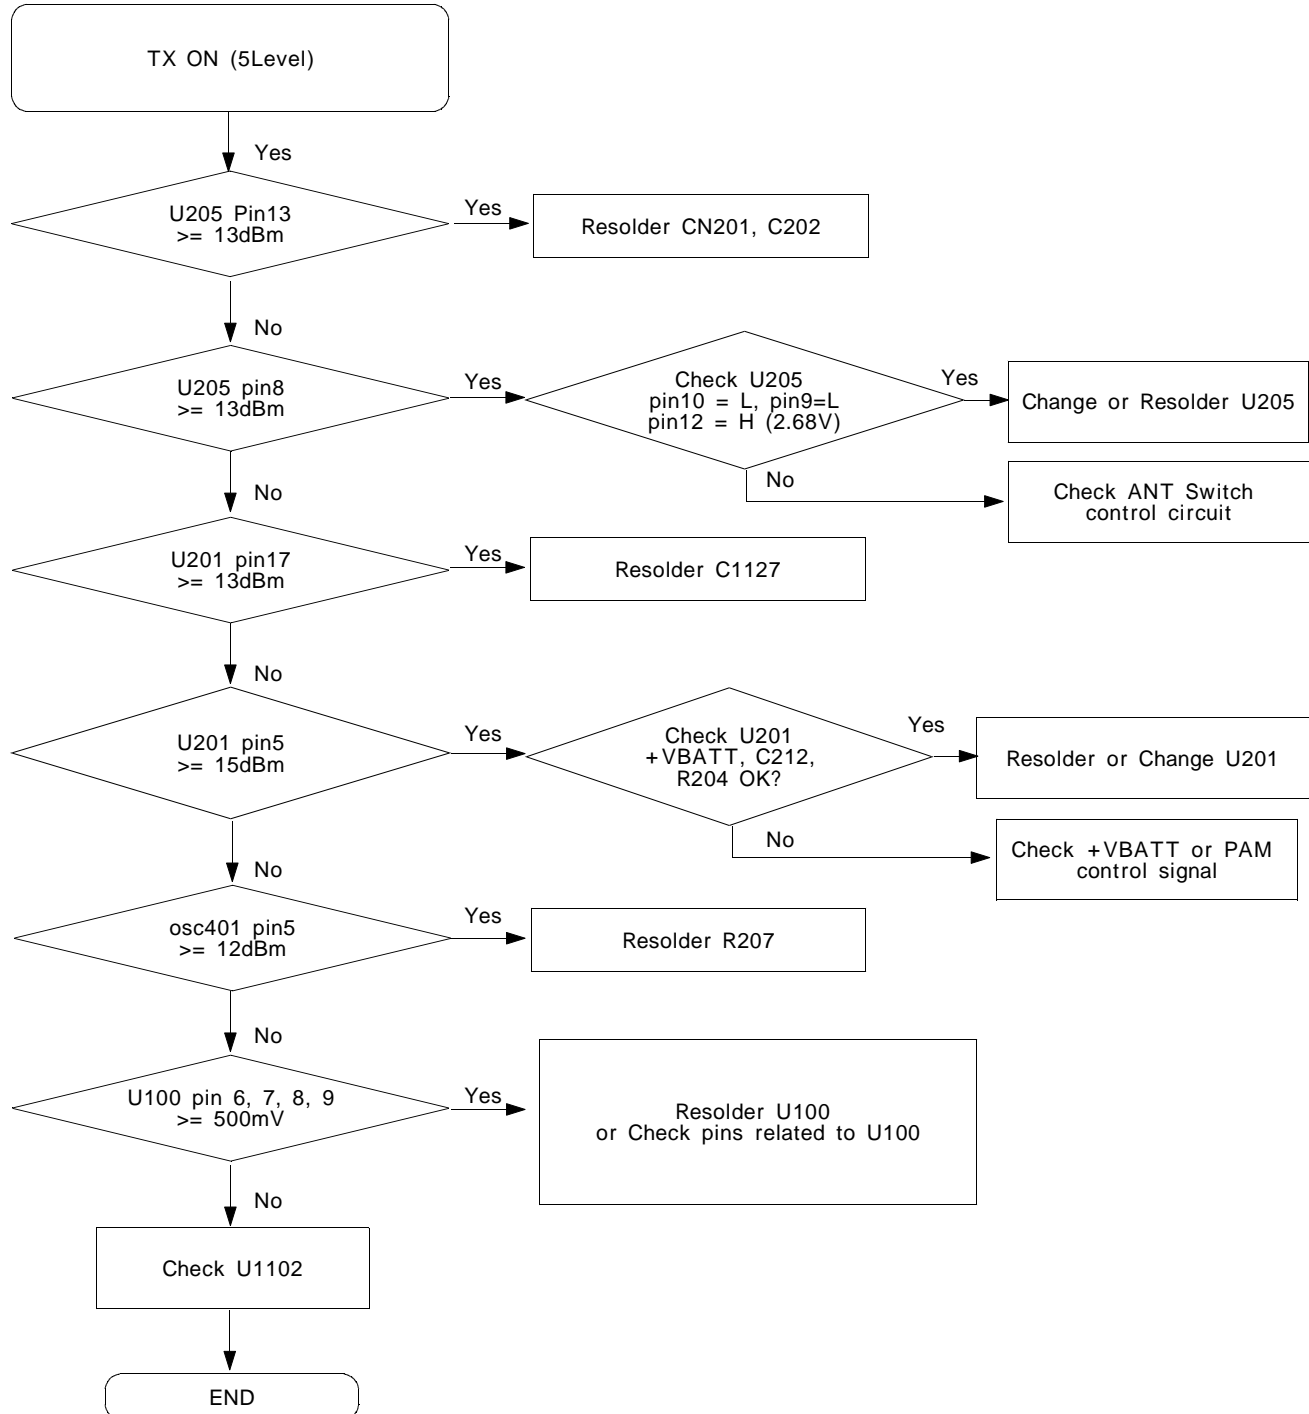 TX ON (5Level)
Yes
U205 Pin13
>= 13dBm
Yes
Resolder CN201, C202
No
U205 pin8
>= 13dBm
Yes
Check U205
pin10 = L, pin9=L
pin12 = H (2.68V)
Yes
Change or Resolder U205
No
Check ANT Switch
control circuit
No
U201 pin17
>= 13dBm
Yes
Resolder C1127
No
U201 pin5
>= 15dBm
Yes
Check U201
+VBATT, C212,
R204 OK?
Yes
Resolder or Change U201
No
Check +VBATT or PAM
control signal
No
osc401 pin5
>= 12dBm
Yes
Resolder R207
No
U100 pin 6, 7, 8, 9
>= 500mV
Yes
Resolder U100
or Check pins related to U100
No
Check U1102
END